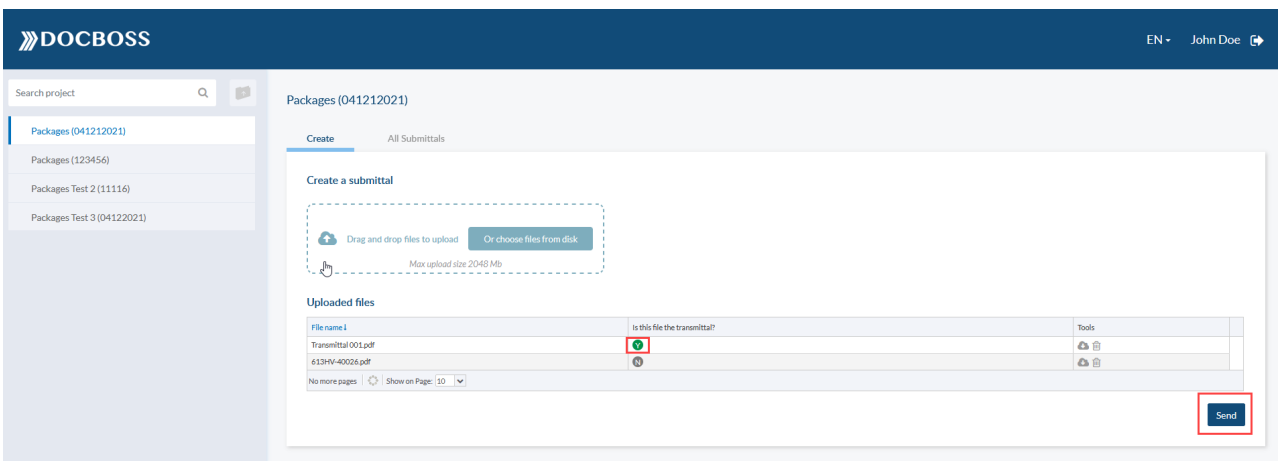 DOCBOSS
EN
John Doe
Search project
Packages (041212021)
Packages (123456)
Packages Test 2 (11116)
Packages Test 3 (04122021)
Packages (041212021)
Create
All Submittals
Create a submittal
Drag and drop files to upload
Or choose files from disk
Max upload size 2048 Mb
Uploaded files
File name Is this file the transmittal? Tools
Transmittal 001.pdf Y
613HV-40026.pdf N
No more pages Show on Page: 10
Send